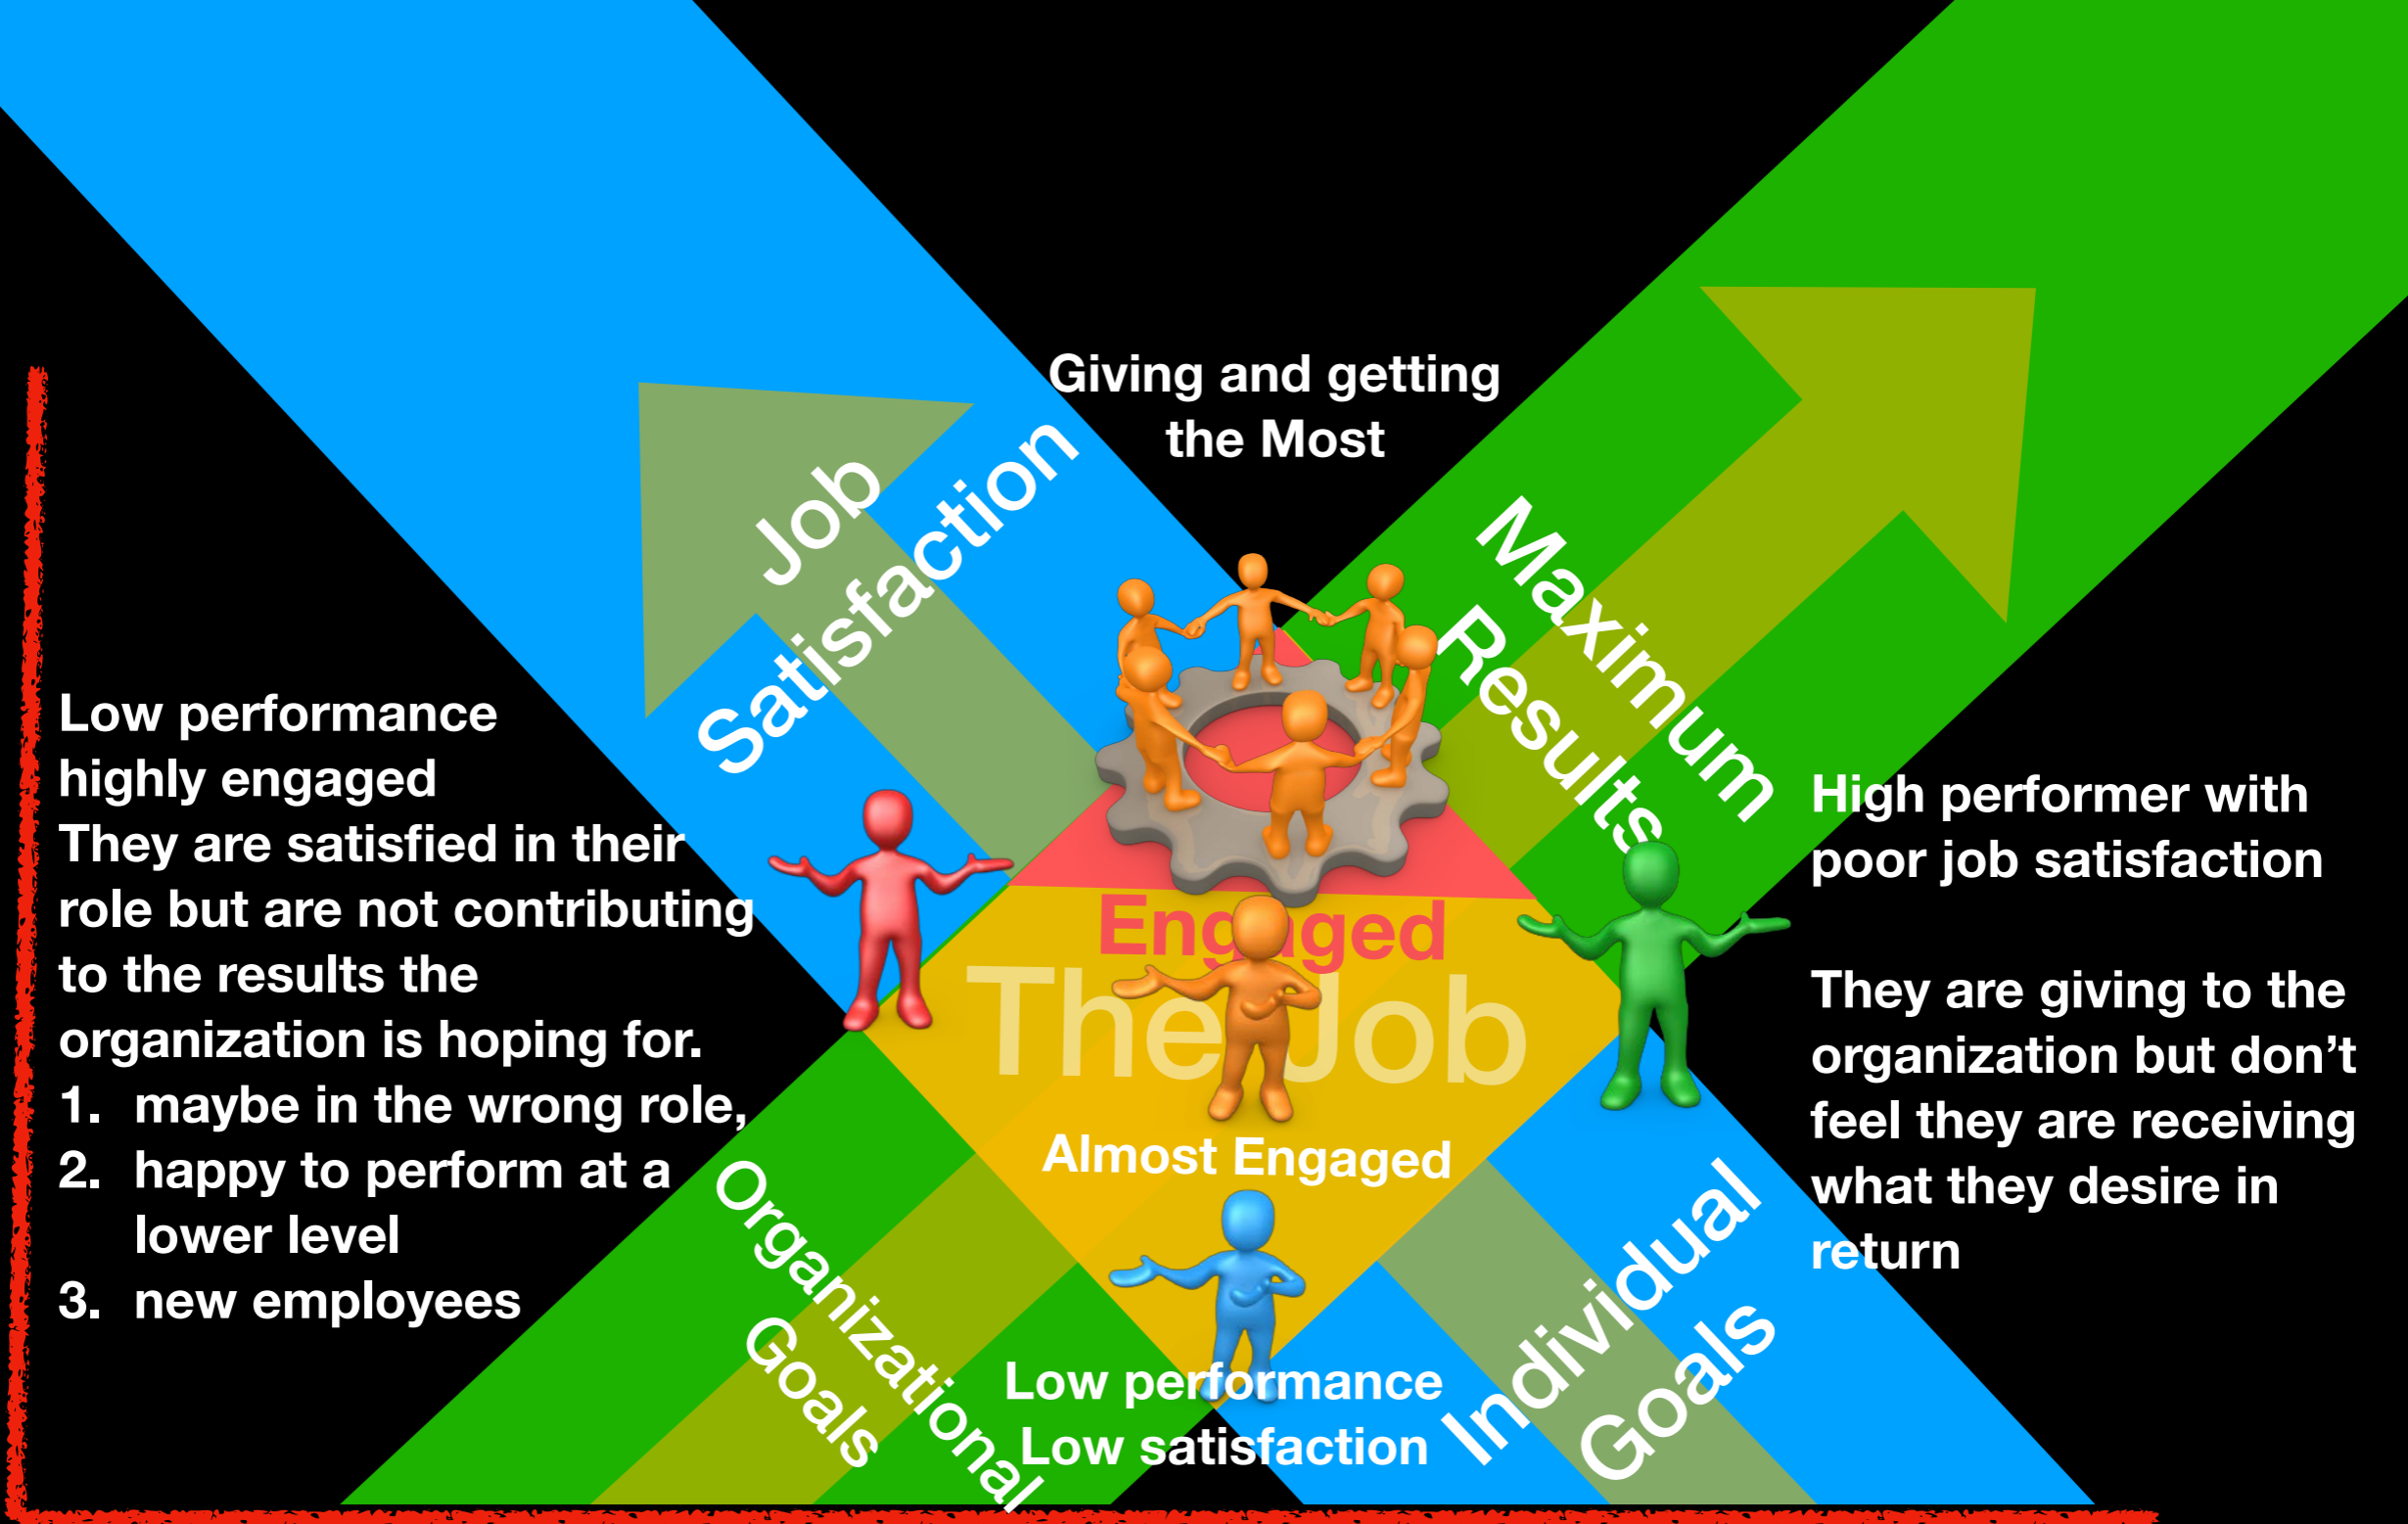 Giving and getting
the Most
Job
Satisfaction
Maximum
Results
Low performance
highly engaged
They are satisfied in their
role but are not contributing
to the results the
organization is hoping for.
1. maybe in the wrong role,
2. happy to perform at a
lower level
3. new employees
High performer with
poor job satisfaction
They are giving to the
organization but don’t
feel they are receiving
what they desire in
return
Engaged
The Job
Almost Engaged
Organizational
Goals
Individual
Goals
Low performance
Low satisfaction